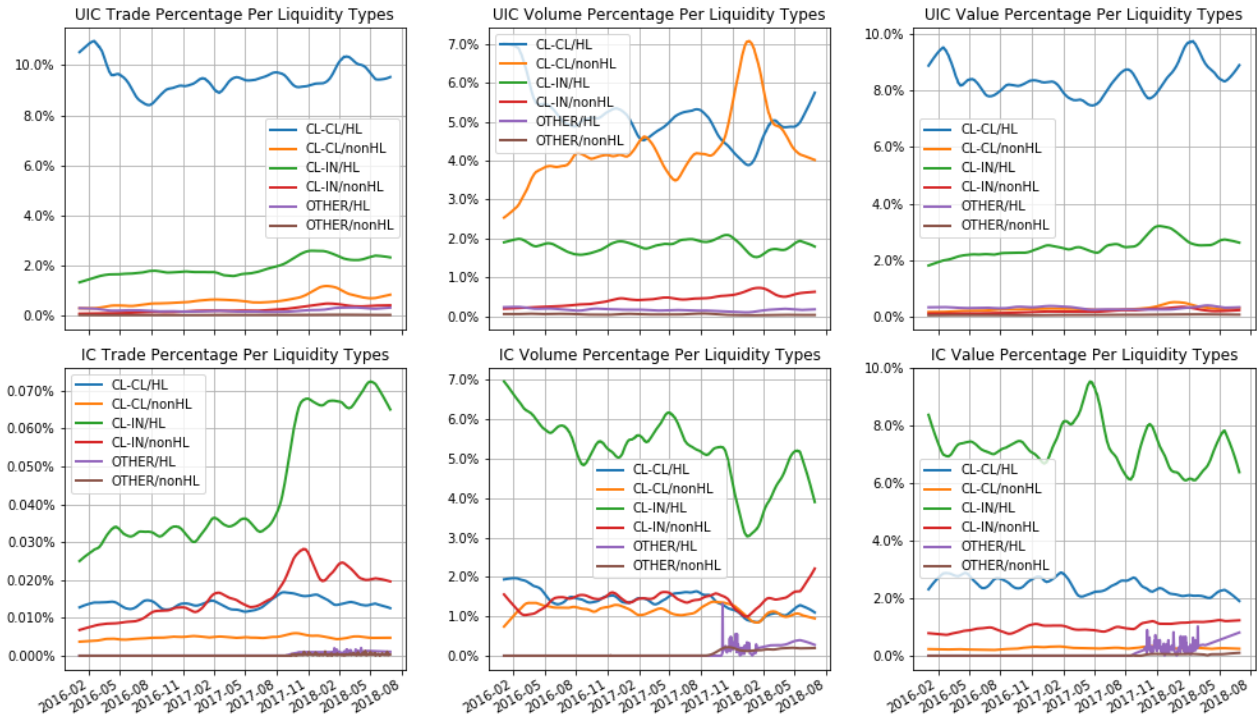 UIC Trade Percentage Per Liquidity Types
10.0%
8.0%
6.0%
4.0%
2.0%
0.0%
CL-CL/HL
CL-CL/nonHL
CL-IN/HL
CL-IN/nonHL
OTHER/HL
OTHER/nonHL
UIC Volume Percentage Per Liquidity Types
7.0%
6.0%
5.0%
4.0%
3.0%
2.0%
1.0%
0.0%
CL-CL/HL
CL-CL/nonHL
CL-IN/HL
CL-IN/nonHL
OTHER/HL
OTHER/nonHL
UIC Value Percentage Per Liquidity Types
10.0%
8.0%
6.0%
4.0%
2.0%
0.0%
CL-CL/HL
CL-CL/nonHL
CL-IN/HL
CL-IN/nonHL
OTHER/HL
OTHER/nonHL
IC Trade Percentage Per Liquidity Types
0.070%
0.060%
0.050%
0.040%
0.030%
0.020%
0.010%
0.000%
CL-CL/HL
CL-CL/nonHL
CL-IN/HL
CL-IN/nonHL
OTHER/HL
OTHER/nonHL
2016-02
2016-05
2016-08
2016-11
2017-02
2017-05
2017-08
2017-11
2018-02
2018-05
2018-08
IC Volume Percentage Per Liquidity Types
7.0%
6.0%
5.0%
4.0%
3.0%
2.0%
1.0%
0.0%
CL-CL/HL
CL-CL/nonHL
CL-IN/HL
CL-IN/nonHL
OTHER/HL
OTHER/nonHL
2016-02
2016-05
2016-08
2016-11
2017-02
2017-05
2017-08
2017-11
2018-02
2018-05
2018-08
IC Value Percentage Per Liquidity Types
10.0%
8.0%
6.0%
4.0%
2.0%
0.0%
CL-CL/HL
CL-CL/nonHL
CL-IN/HL
CL-IN/nonHL
OTHER/HL
OTHER/nonHL
2016-02
2016-05
2016-08
2016-11
2017-02
2017-05
2017-08
2017-11
2018-02
2018-05
2018-08